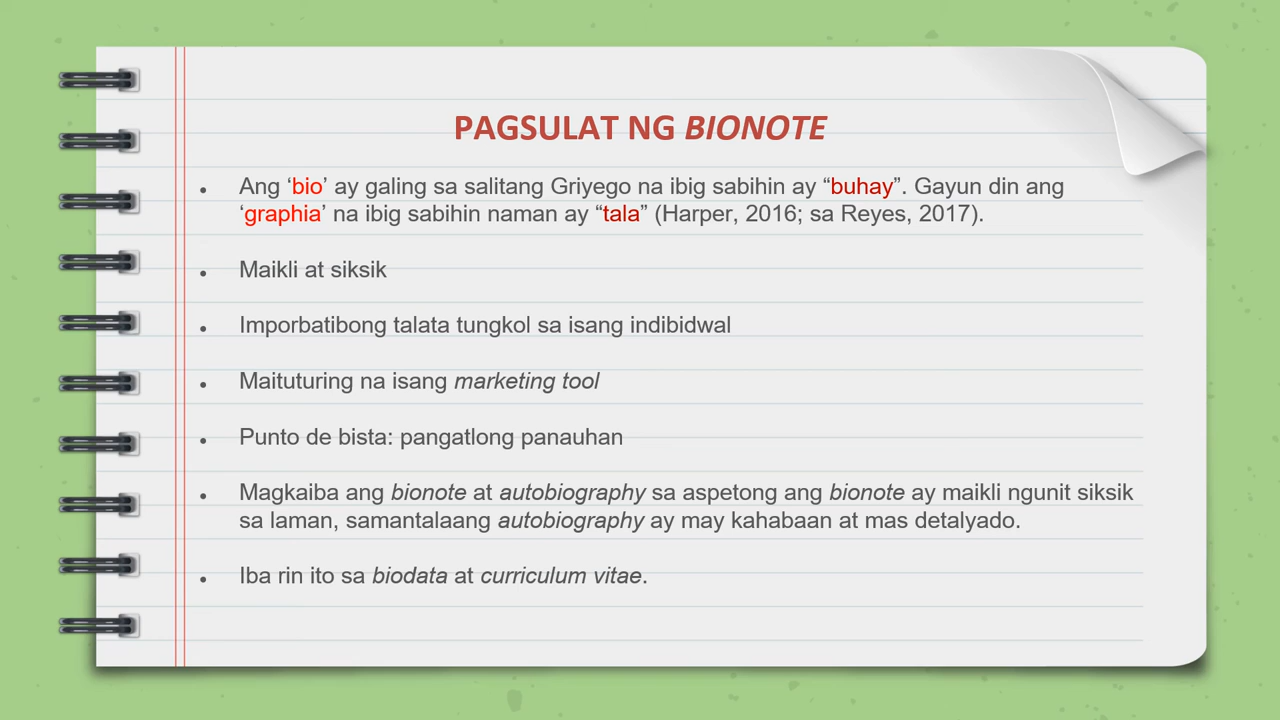 PAGSULAT NG BIONOTE
• Ang ‘bio’ ay galing sa salitang Griyego na ibig sabihin ay “buhay”. Gayun din ang
‘graphia’ na ibig sabihin naman ay “tala” (Harper, 2016; sa Reyes, 2017).
• Maikli at siksik
• Imporbatibong talata tungkol sa isang indibidwal
• Maituturing na isang marketing tool
• Punto de bista: pangatlong panauhan
• Magkaiba ang bionote at autobiography sa aspetong ang bionote ay maikli ngunit siksik
sa laman, samantalaang autobiography ay may kahabaan at mas detalyado.
• Iba rin ito sa biodata at curriculum vitae.